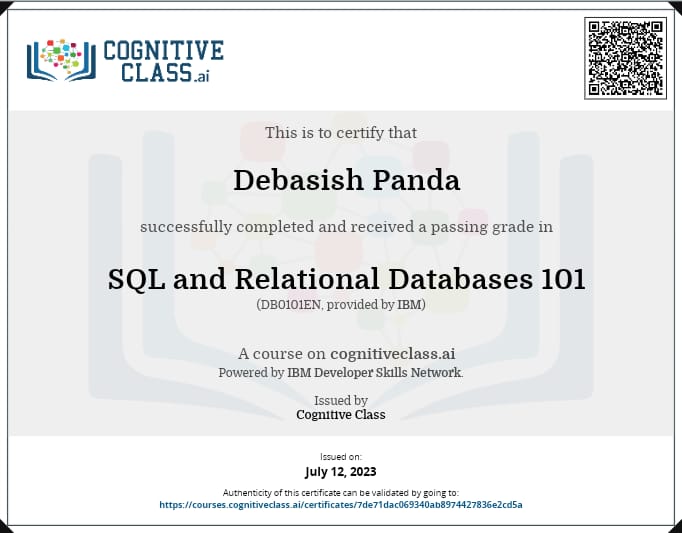 COGNITIVE
CLASS.ai
This is to certify that
Debasish Panda
successfully completed and received a passing grade in
SQL and Relational Databases 101
(DB0101EN, provided by IBM)
A course on cognitiveclass.ai
Powered by IBM Developer Skills Network.
Issued by
Cognitive Class
Issued on:
July 12, 2023
Authenticity of this certificate can be validated by going to:
https://courses.cognitiveclass.ai/certificates/7de71dac069340ab8974427836e2cd5a